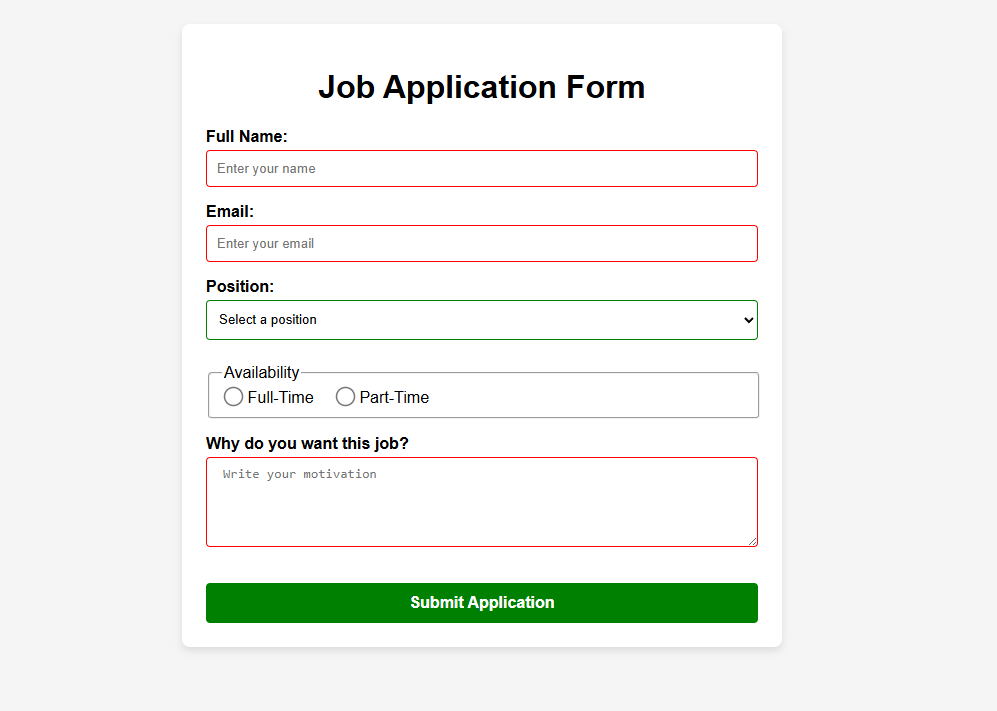 Job Application Form
Full Name:
Enter your name
Email:
Enter your email
Position:
Select a position
Availability
Full-Time Part-Time
Why do you want this job?
Write your motivation
Submit Application